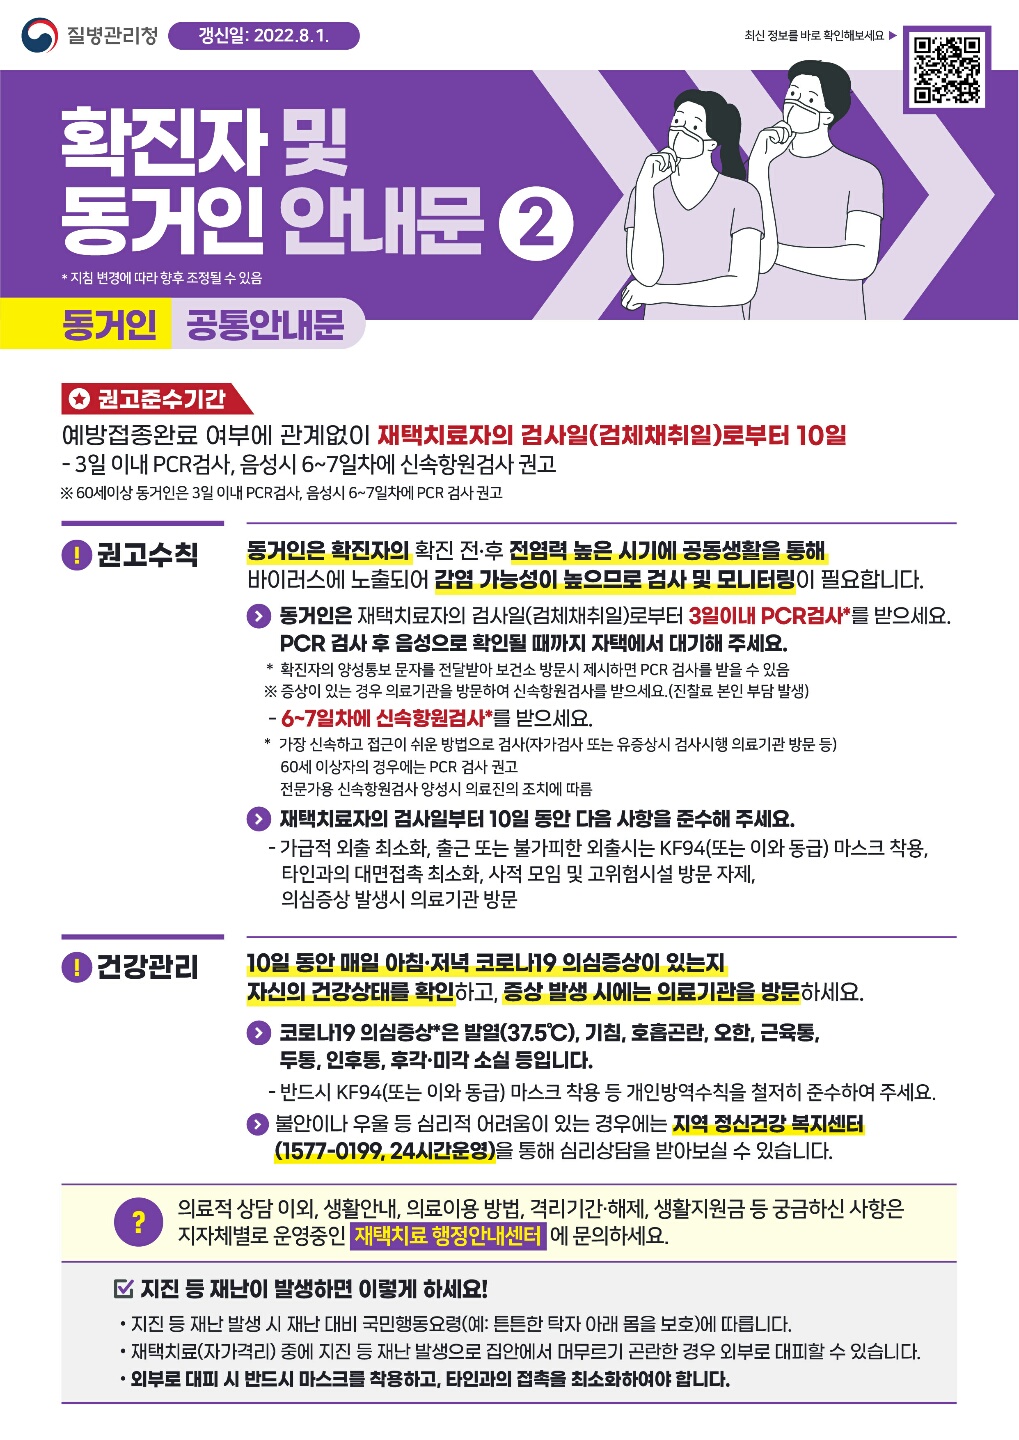 질병관리청
갱신일: 2022.8.1.
최신 정보를 바로 확인해보세요 ▶
확진자 및
동거인 안내문 2
* 지침 변경에 따라 향후 조정될 수 있음
동거인 공통안내문
권고준수기간
예방접종완료 여부에 관계없이 재택치료자의 검사일(검체채취일)로부터 10일
- 3일 이내 PCR검사, 음성시 6~7일차에 신속항원검사 권고
※ 60세이상 동거인은 3일 이내 PCR검사, 음성시 6~7일차에 PCR 검사 권고
! 권고수칙
동거인은 확진자의 확진 전·후 전염력 높은 시기에 공동생활을 통해
바이러스에 노출되어 감염 가능성이 높으므로 검사 및 모니터링이 필요합니다.
동거인은 재택치료자의 검사일(검체채취일)로부터 3일이내 PCR검사*를 받으세요.
PCR 검사 후 음성으로 확인될 때까지 자택에서 대기해 주세요.
* 확진자의 양성통보 문자를 전달받아 보건소 방문시 제시하면 PCR 검사를 받을 수 있음
※ 증상이 있는 경우 의료기관을 방문하여 신속항원검사를 받으세요.(진찰료 본인 부담 발생)
- 6~7일차에 신속항원검사*를 받으세요.
* 가장 신속하고 접근이 쉬운 방법으로 검사(자가검사 또는 유증상시 검사시행 의료기관 방문 등)
60세 이상자의 경우에는 PCR 검사 권고
전문가용 신속항원검사 양성시 의료진의 조치에 따름
재택치료자의 검사일부터 10일 동안 다음 사항을 준수해 주세요.
- 가급적 외출 최소화, 출근 또는 불가피한 외출시는 KF94(또는 이와 동급) 마스크 착용,
타인과의 대면접촉 최소화, 사적 모임 및 고위험시설 방문 자제,
의심증상 발생시 의료기관 방문
! 건강관리
10일 동안 매일 아침·저녁 코로나19 의심증상이 있는지
자신의 건강상태를 확인하고, 증상 발생 시에는 의료기관을 방문하세요.
코로나19 의심증상*은 발열(37.5℃), 기침, 호흡곤란, 오한, 근육통,
두통, 인후통, 후각·미각 소실 등입니다.
- 반드시 KF94(또는 이와 동급) 마스크 착용 등 개인방역수칙을 철저히 준수하여 주세요.
불안이나 우울 등 심리적 어려움이 있는 경우에는 지역 정신건강 복지센터
(1577-0199, 24시간운영)을 통해 심리상담을 받아보실 수 있습니다.
? 의료적 상담 이외, 생활안내, 의료이용 방법, 격리기간·해제, 생활지원금 등 궁금하신 사항은
지자체별로 운영중인 재택치료 행정안내센터 에 문의하세요.
지진 등 재난이 발생하면 이렇게 하세요!
• 지진 등 재난 발생 시 재난 대비 국민행동요령(예: 튼튼한 탁자 아래 몸을 보호)에 따릅니다.
• 재택치료(자가격리) 중에 지진 등 재난 발생으로 집안에서 머무르기 곤란한 경우 외부로 대피할 수 있습니다.
• 외부로 대피 시 반드시 마스크를 착용하고, 타인과의 접촉을 최소화하여야 합니다.